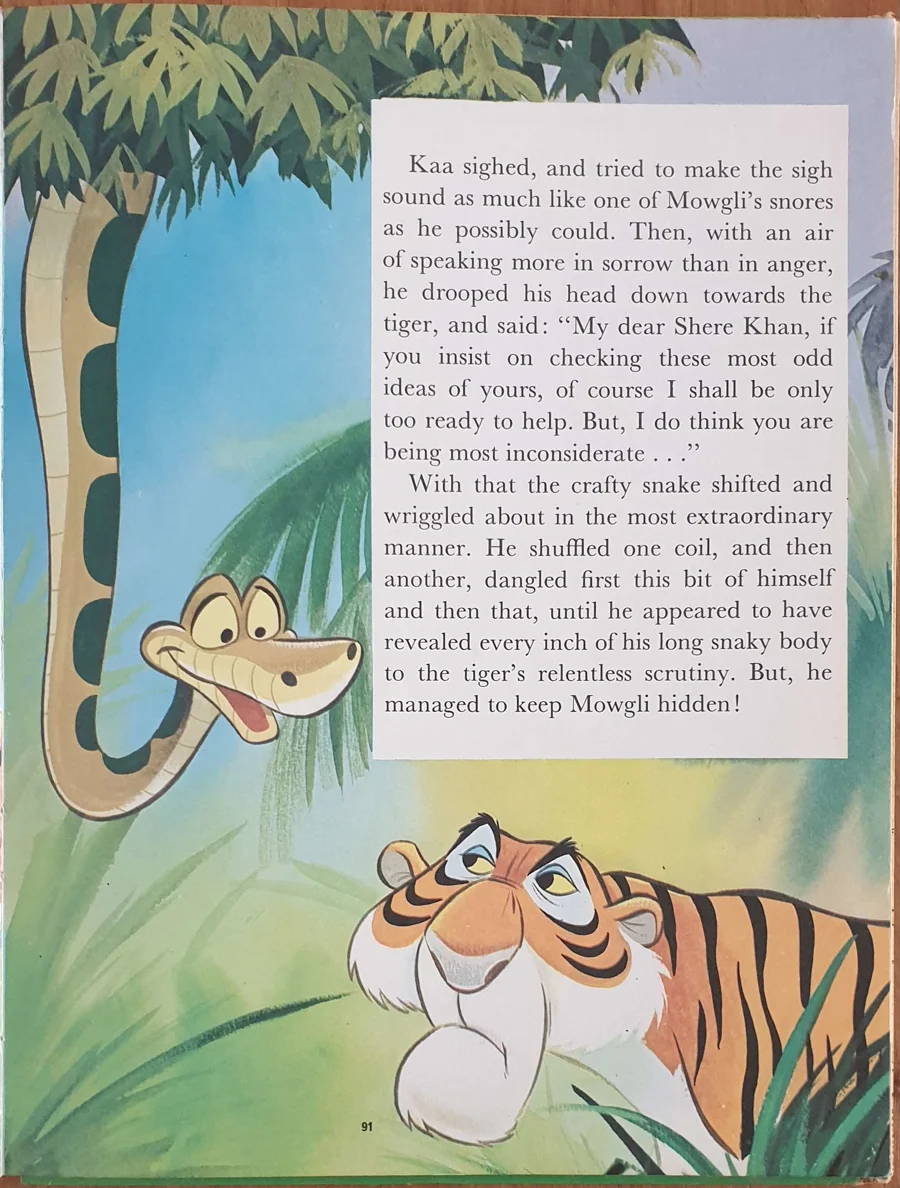 Kaa sighed, and tried to make the sigh
sound as much like one of Mowgli's snores
as he possibly could. Then, with an air
of speaking more in sorrow than in anger,
he drooped his head down towards the
tiger, and said: “My dear Shere Khan, if
you insist on checking these most odd
ideas of yours, of course I shall be only
too ready to help. But, I do think you are
being most inconsiderate . . .”
With that the crafty snake shifted and
wriggled about in the most extraordinary
manner. He shuffled one coil, and then
another, dangled first this bit of himself
and then that, until he appeared to have
revealed every inch of his long snaky body
to the tiger's relentless scrutiny. But, he
managed to keep Mowgli hidden!
91